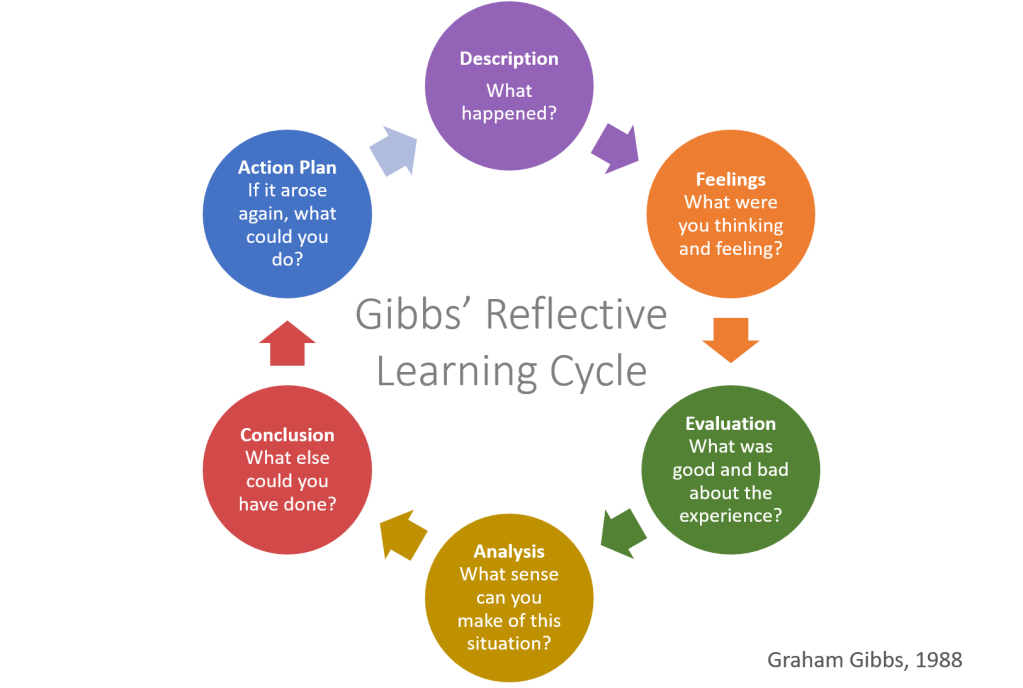 Description
What
happened?
Feelings
What were
you thinking
and feeling?
Evaluation
What was
good and bad
about the
experience?
Analysis
What sense
can you
make of this
situation?
Conclusion
What else
could you
have done?
Action Plan
If it arose
again, what
could you
do?
Gibbs’ Reflective
Learning Cycle
Graham Gibbs, 1988